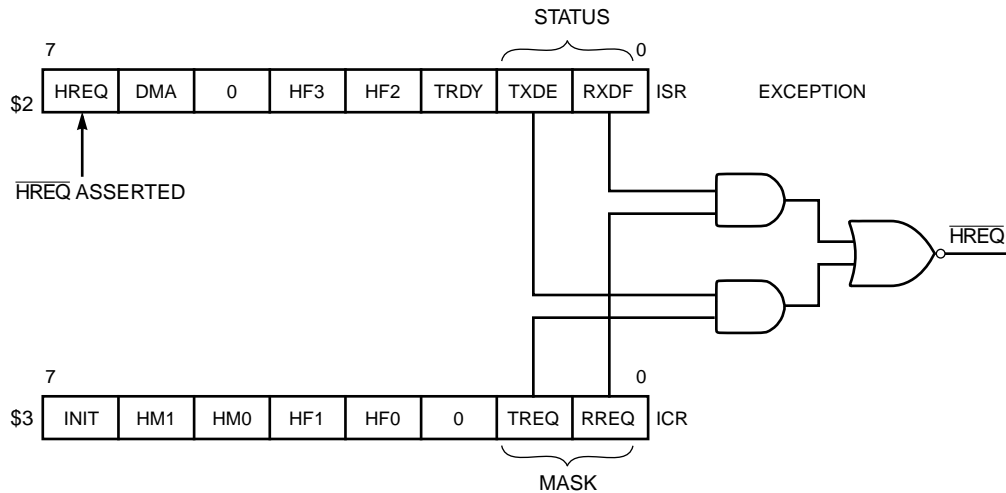 STATUS
7 0
$2 HREQ DMA 0 HF3 HF2 TRDY TXDE RXDF ISR EXCEPTION
HREQ ASSERTED
HREQ
7 0
$3 INIT HM1 HM0 HF1 HF0 0 TREQ RREQ ICR
MASK